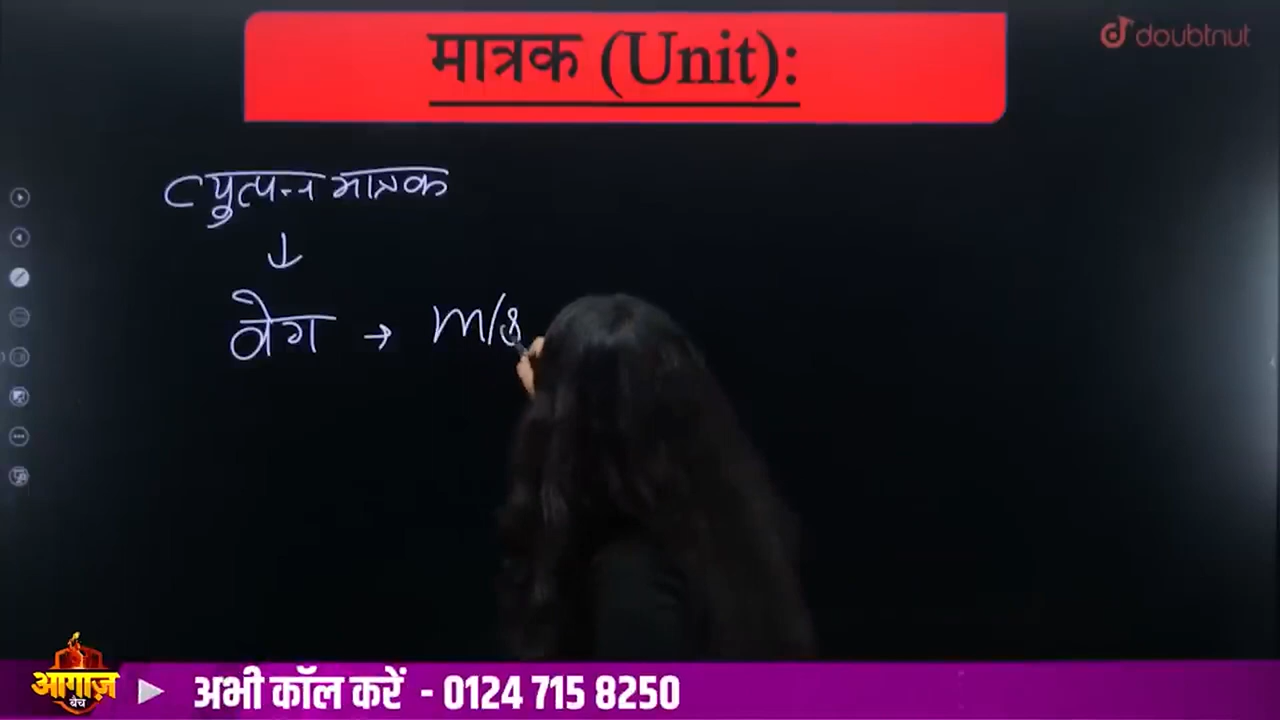 मात्रक (Unit):
doubtnut
व्युत्पन्न मात्रक
↓
वेग → m/s
आगाज़
बैच
अभी कॉल करें - 0124 715 8250